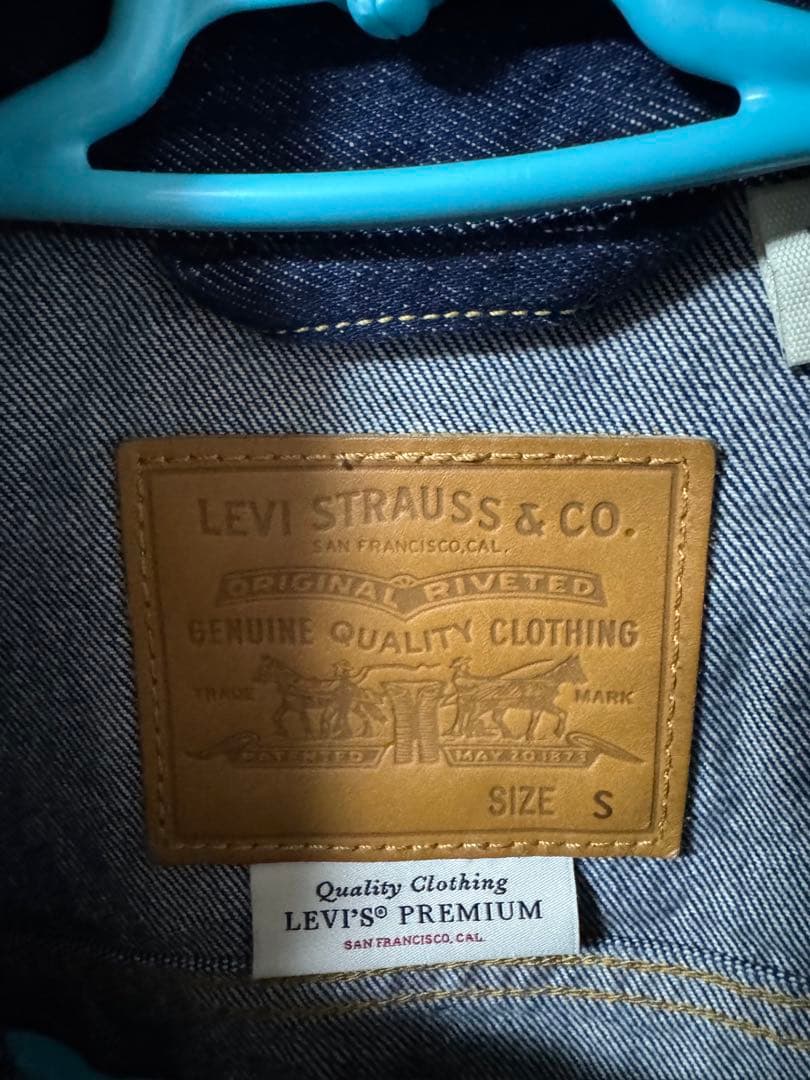 LEVI STRAUSS & CO.
SAN FRANCISCO, CAL.
ORIGINAL RIVETED
GENUINE QUALITY CLOTHING
TRADE MARK
PATENTED MAY 20 1873
SIZE S
Quality Clothing
LEVI'S® PREMIUM
SAN FRANCISCO, CAL.